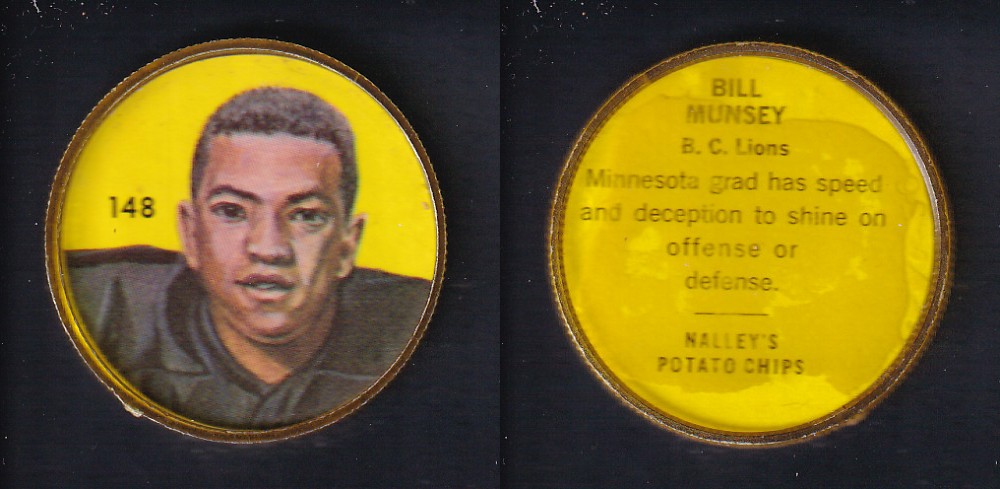 148
BILL
MUNSEY
B. C. Lions
Minnesota grad has speed
and deception to shine on
offense or
defense.
NALLEY'S
POTATO CHIPS